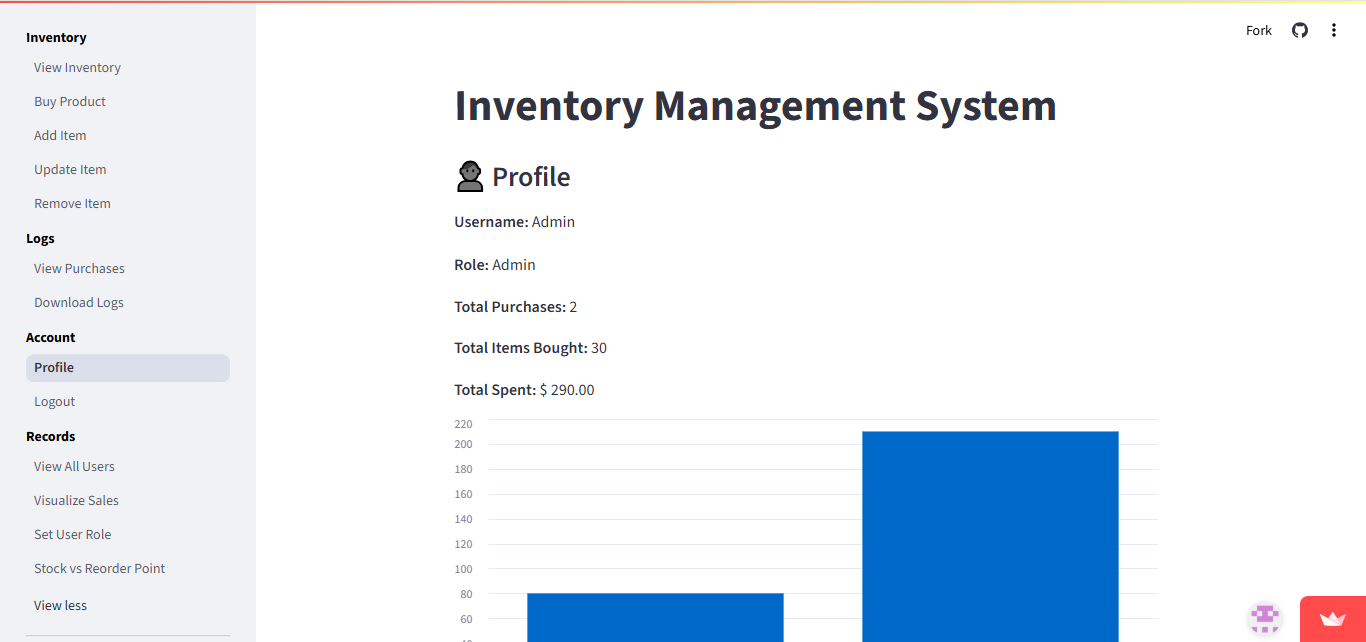 Inventory
View Inventory
Buy Product
Add Item
Update Item
Remove Item
Logs
View Purchases
Download Logs
Account
Profile
Logout
Records
View All Users
Visualize Sales
Set User Role
Stock vs Reorder Point
View less
Fork
Inventory Management System
Profile
Username: Admin
Role: Admin
Total Purchases: 2
Total Items Bought: 30
Total Spent: $ 290.00
220
200
180
160
140
120
100
80
60
40